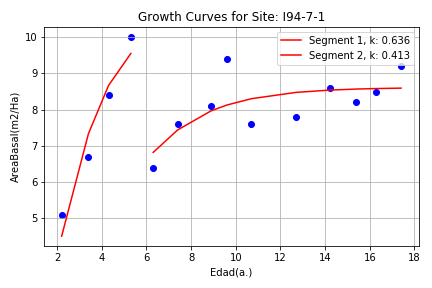 Growth Curves for Site: I94-7-1
Segment 1, k: 0.636
Segment 2, k: 0.413
AreaBasal(m2/Ha)
10
9
8
7
6
5
2 4 6 8 10 12 14 16 18
Edad(a.)